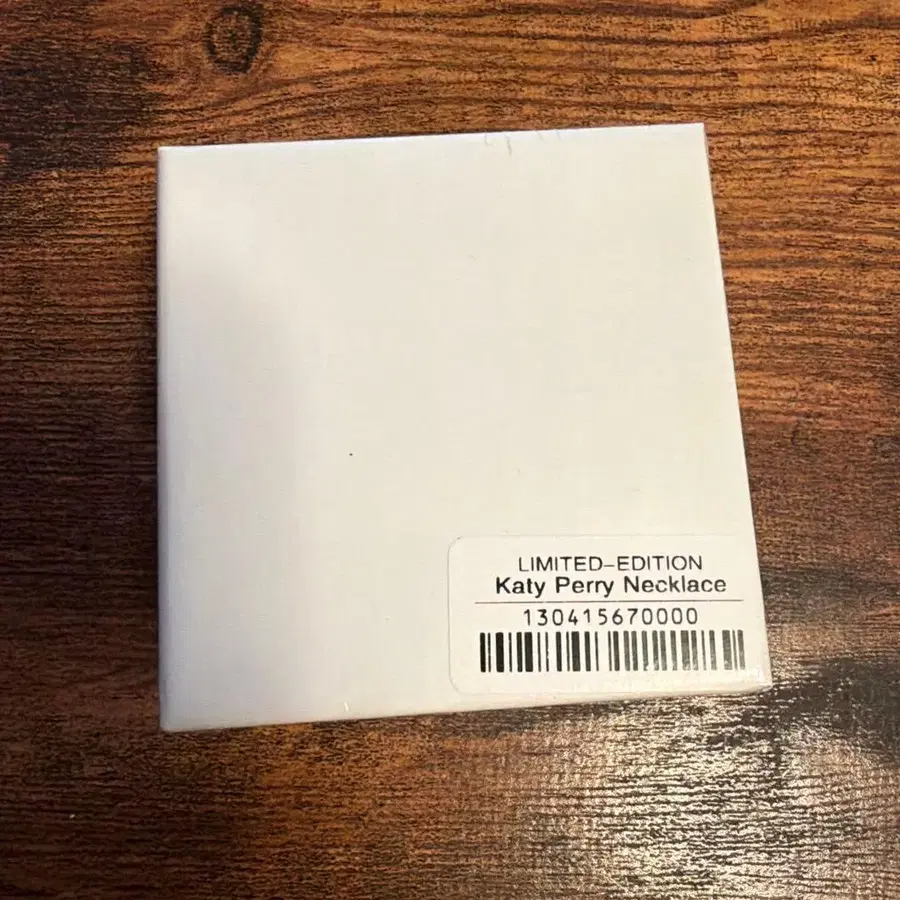 LIMITED-EDITION
Katy Perry Necklace
130415670000